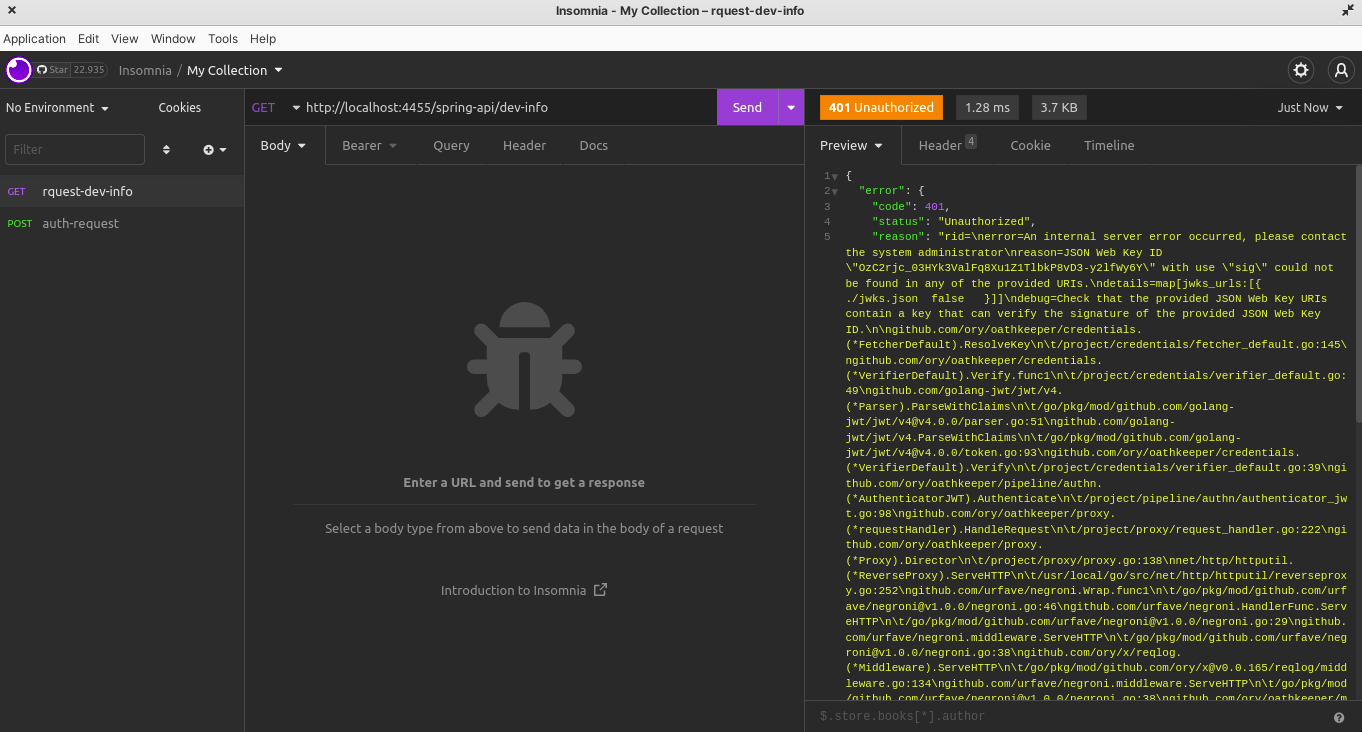 Insomnia - My Collection – rquest-dev-info
Application Edit View Window Tools Help
Star 22,935
Insomnia / My Collection
No Environment
Cookies
GET http://localhost:4455/spring-api/dev-info
Send
401 Unauthorized
1.28 ms
3.7 KB
Just Now
Filter
Body
Bearer
Query
Header
Docs
Preview
Header 4
Cookie
Timeline
GET rquest-dev-info
POST auth-request
Enter a URL and send to get a response
Select a body type from above to send data in the body of a request
Introduction to Insomnia
1 {
2 "error": {
3 "code": 401,
4 "status": "Unauthorized",
5 "reason": "rid=\nerror=An internal server error occurred, please contact
the system administrator\nreason=JSON Web Key ID
\"OzC2rjc_03HYk3ValFq8Xu1Z1TlbkP8vD3-y2lfWy6Y\" with use \"sig\" could not
be found in any of the provided URIs.\ndetails=map[jwks_urls:[{
./jwks.json  false   }]]\ndebug=Check that the provided JSON Web Key URIs
contain a key that can verify the signature of the provided JSON Web Key
ID.\n\ngithub.com/ory/oathkeeper/credentials.
(*FetcherDefault).ResolveKey\n\t/project/credentials/fetcher_default.go:145\
ngithub.com/ory/oathkeeper/credentials.
(*VerifierDefault).Verify.func1\n\t/project/credentials/verifier_default.go:
49\ngithub.com/golang-jwt/jwt/v4.
(*Parser).ParseWithClaims\n\t/go/pkg/mod/github.com/golang-
jwt/jwt/v4@v4.0.0/parser.go:51\ngithub.com/golang-
jwt/jwt/v4.ParseWithClaims\n\t/go/pkg/mod/github.com/golang-
jwt/jwt/v4@v4.0.0/token.go:93\ngithub.com/ory/oathkeeper/credentials.
(*VerifierDefault).Verify\n\t/project/credentials/verifier_default.go:39\ngi
thub.com/ory/oathkeeper/pipeline/authn.
(*AuthenticatorJWT).Authenticate\n\t/project/pipeline/authn/authenticator_jw
t.go:98\ngithub.com/ory/oathkeeper/proxy.
(*requestHandler).HandleRequest\n\t/project/proxy/request_handler.go:222\ngi
thub.com/ory/oathkeeper/proxy.
(*Proxy).Director\n\t/project/proxy/proxy.go:138\nnet/http/httputil.
(*ReverseProxy).ServeHTTP\n\t/usr/local/go/src/net/http/httputil/reverseprox
y.go:252\ngithub.com/urfave/negroni.Wrap.func1\n\t/go/pkg/mod/github.com/urf
ave/negroni@v1.0.0/negroni.go:46\ngithub.com/urfave/negroni.HandlerFunc.Serv
eHTTP\n\t/go/pkg/mod/github.com/urfave/negroni@v1.0.0/negroni.go:29\ngithub.
com/urfave/negroni.middleware.ServeHTTP\n\t/go/pkg/mod/github.com/urfave/neg
roni@v1.0.0/negroni.go:38\ngithub.com/ory/x/reqlog.
(*Middleware).ServeHTTP\n\t/go/pkg/mod/github.com/ory/x@v0.0.165/reqlog/midd
leware.go:134\ngithub.com/urfave/negroni.middleware.ServeHTTP\n\t/go/pkg/mod
/github.com/urfave/negroni@v1.0.0/negroni.go:38\ngithub.com/ory/oathkeeper/m
$.store.books[*].author